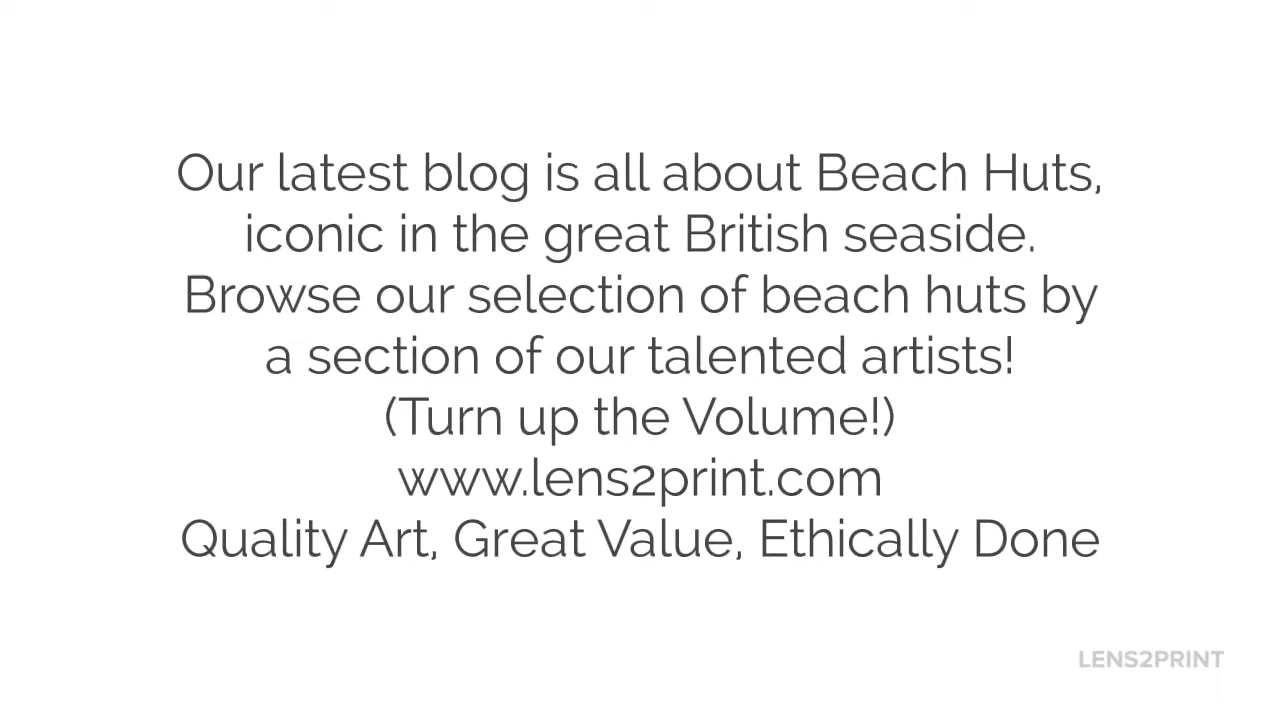 Our latest blog is all about Beach Huts,
iconic in the great British seaside.
Browse our selection of beach huts by
a section of our talented artists!
(Turn up the Volume!)
www.lens2print.com
Quality Art, Great Value, Ethically Done
LENS2PRINT